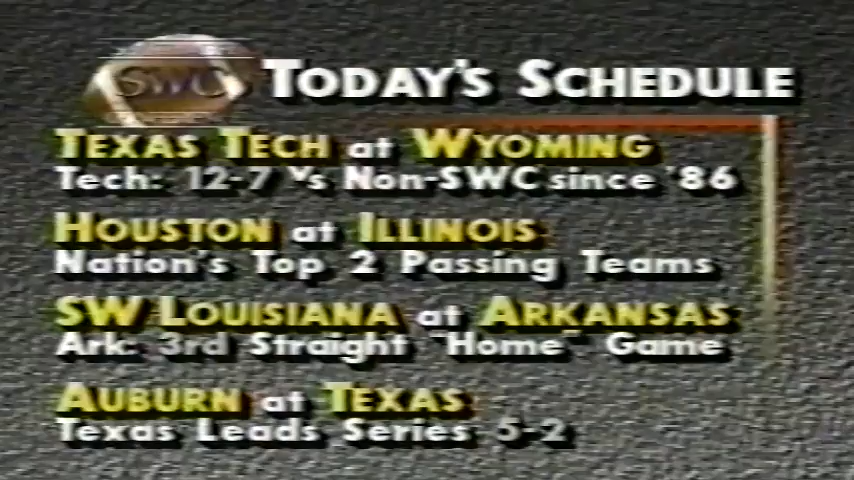 SWC
TODAY'S SCHEDULE
TEXAS TECH at WYOMING
Tech: 12-7 Vs Non-SWC since '86
HOUSTON at ILLINOIS
Nation's Top 2 Passing Teams
SW LOUISIANA at ARKANSAS
Ark: 3rd Straight "Home" Game
AUBURN at TEXAS
Texas Leads Series 5-2